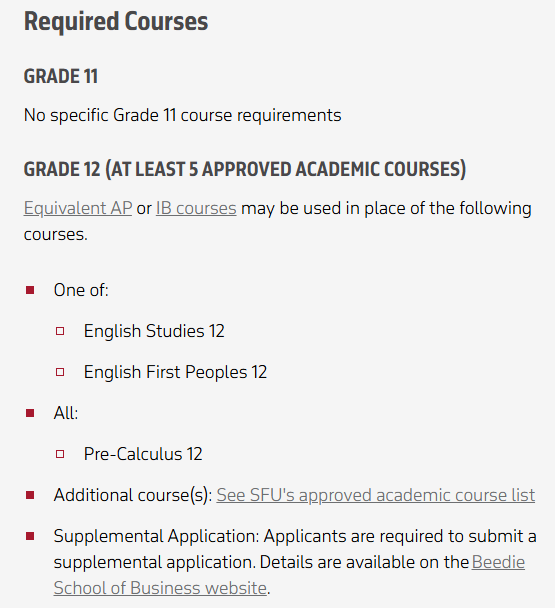 Required Courses
GRADE 11
No specific Grade 11 course requirements
GRADE 12 (AT LEAST 5 APPROVED ACADEMIC COURSES)
Equivalent AP or IB courses may be used in place of the following
courses.
One of:
English Studies 12
English First Peoples 12
All:
Pre-Calculus 12
Additional course(s): See SFU's approved academic course list
Supplemental Application: Applicants are required to submit a
supplemental application. Details are available on the Beedie
School of Business website.